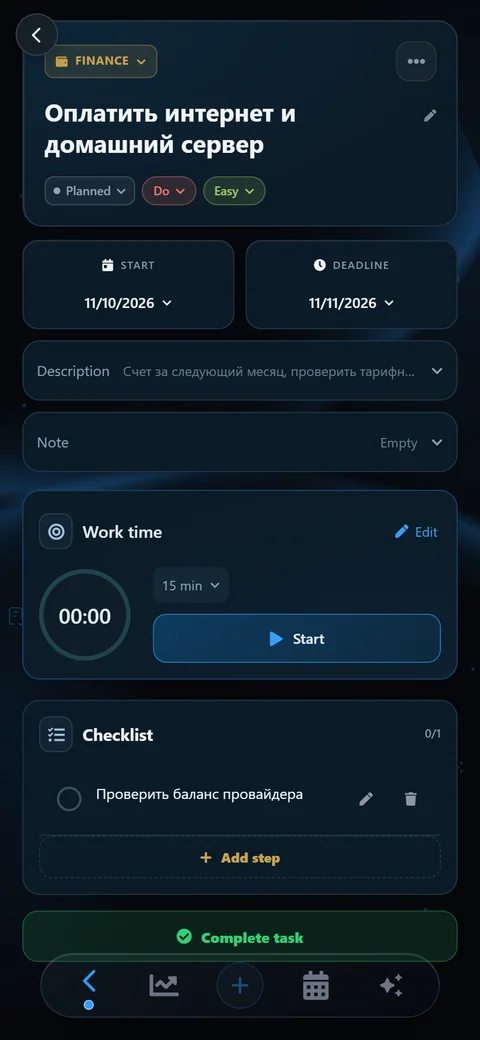 FINANCE
Оплатить интернет и
домашний сервер
Planned
Do
Easy
START
DEADLINE
11/10/2026
11/11/2026
Description Счет за следующий месяц, проверить тарифн...
Note Empty
Work time
Edit
00:00
15 min
Start
Checklist
0/1
Проверить баланс провайдера
+ Add step
Complete task